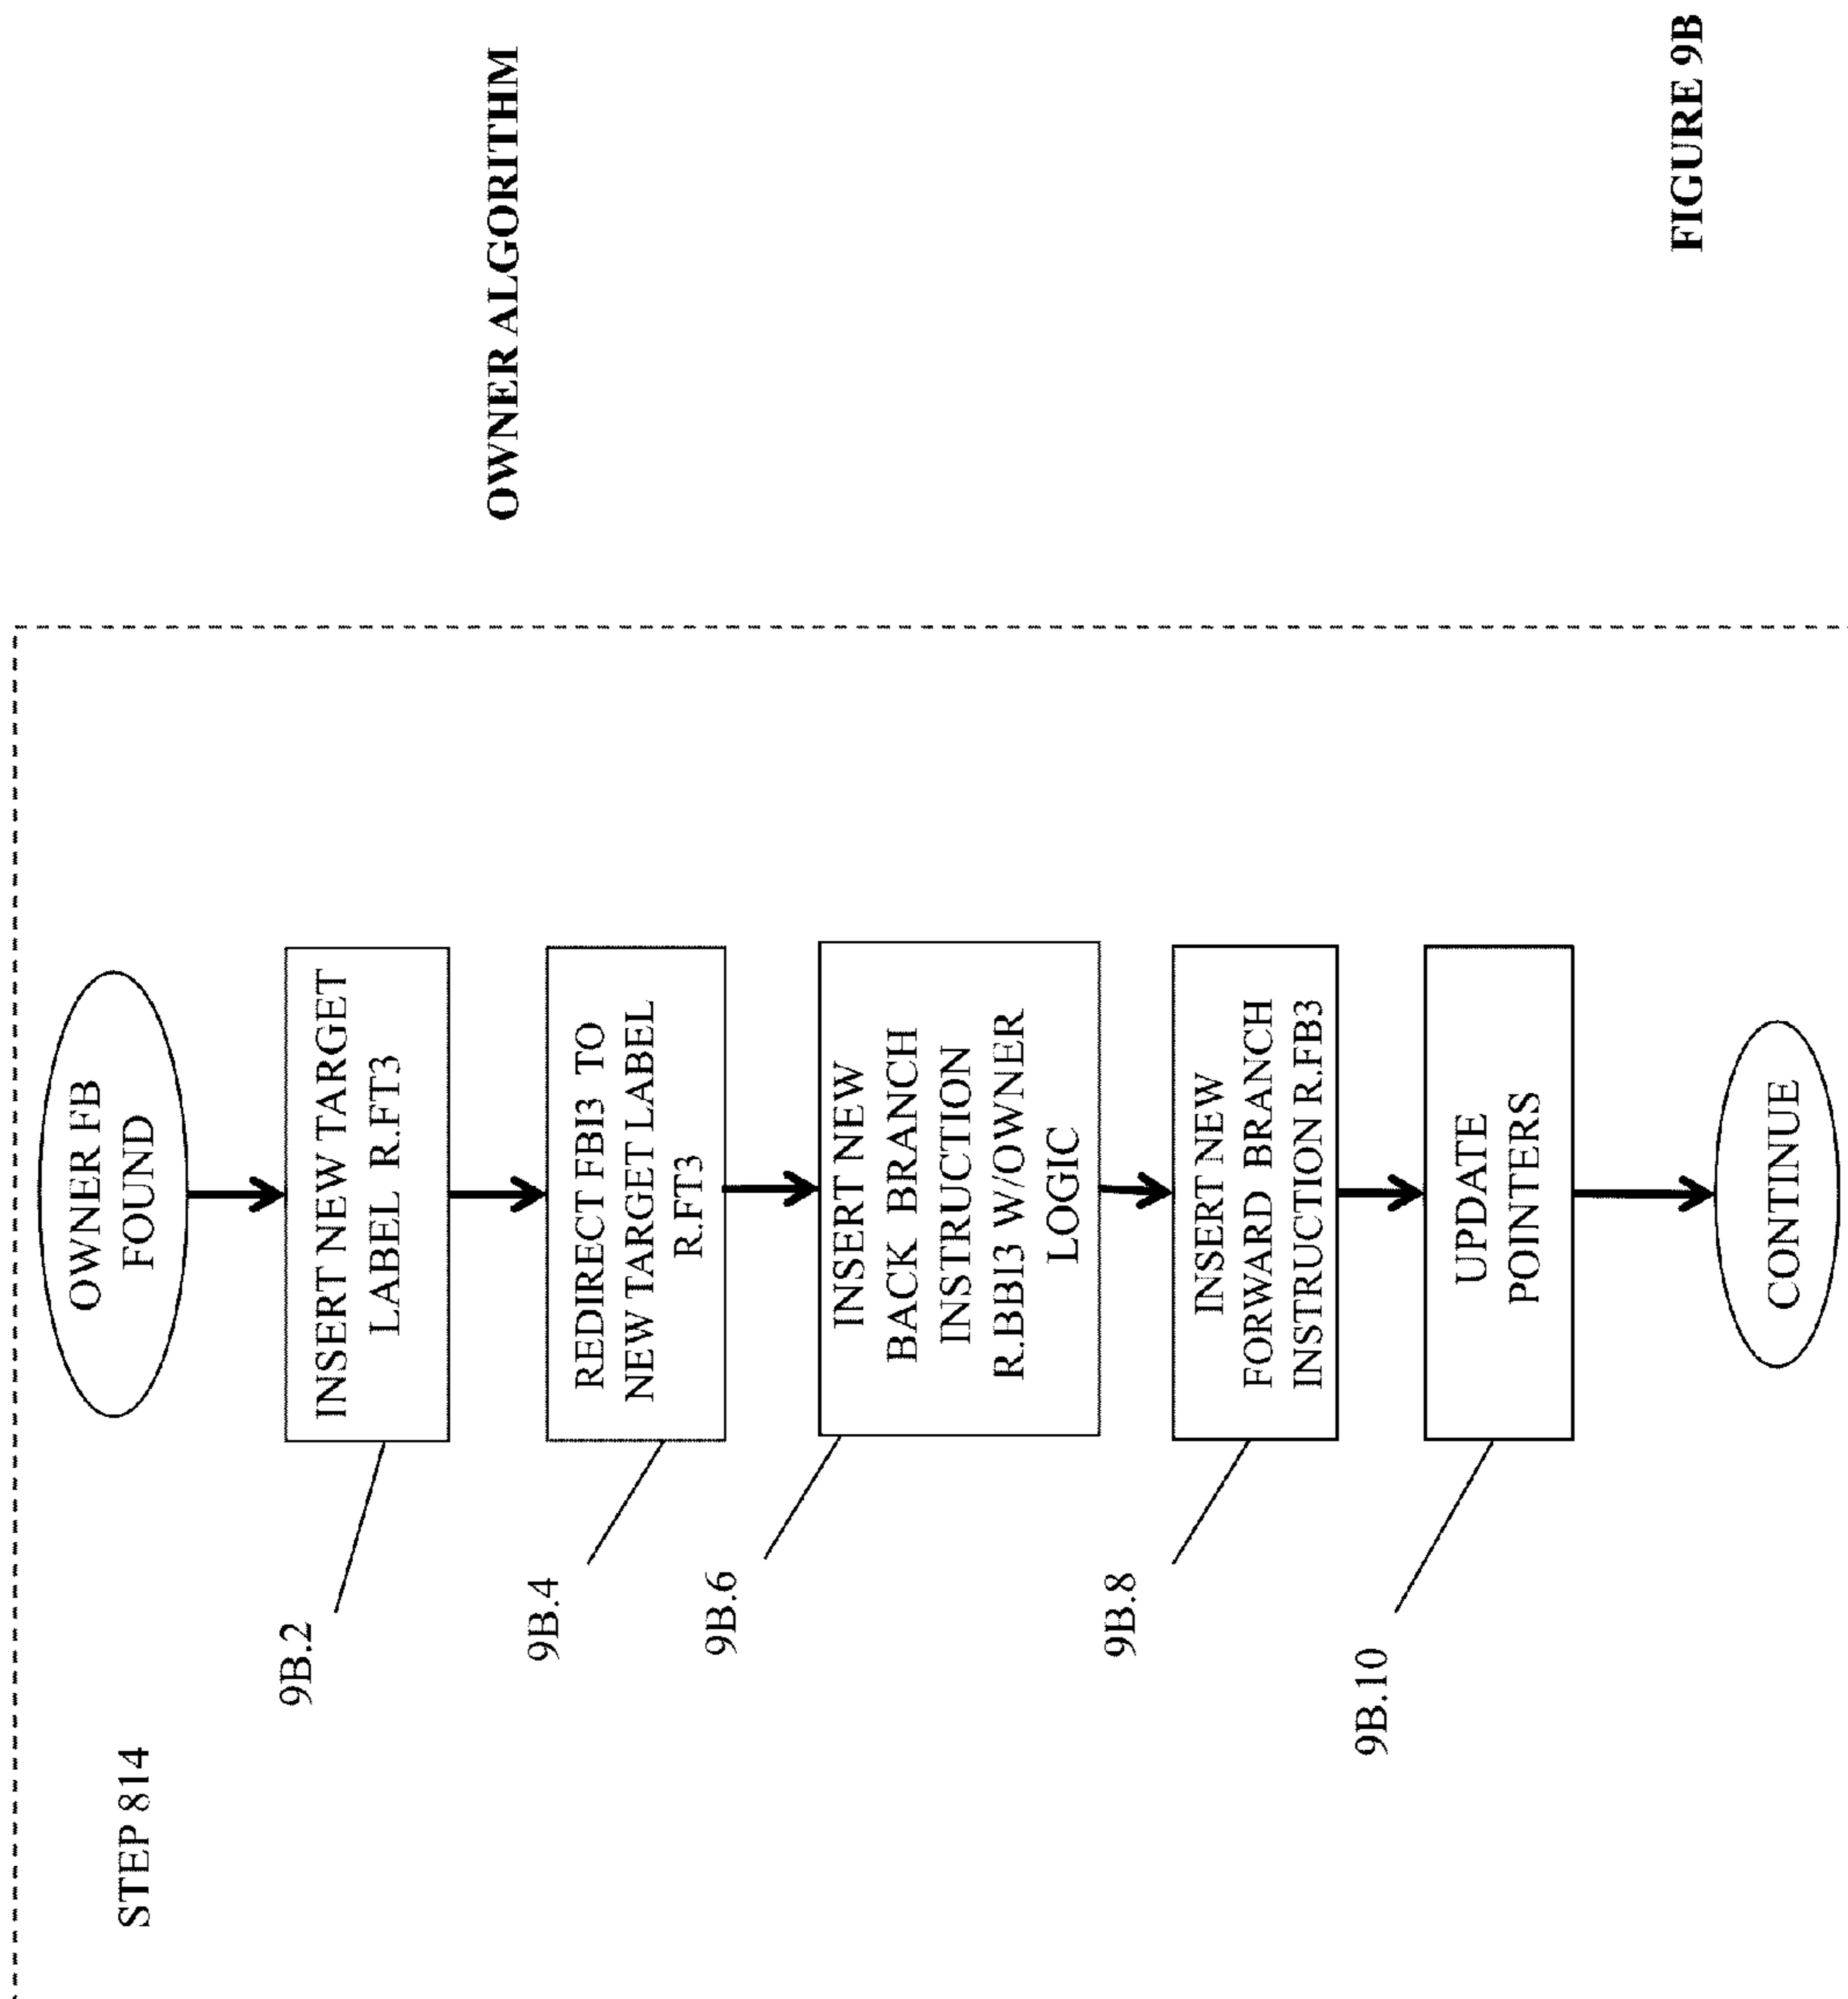 STEP 814
OWNER FB
FOUND
9B.2
INSERT NEW TARGET
LABEL R.FT3
9B.4
REDIRECT FBI3 TO
NEW TARGET LABEL
R.FT3
9B.6
INSERT NEW
BACK BRANCH
INSTRUCTION
R.BBI3 W/OWNER
LOGIC
9B.8
INSERT NEW
FORWARD BRANCH
INSTRUCTION R.FB3
9B.10
UPDATE
POINTERS
CONTINUE
OWNER ALGORITHM
FIGURE 9B